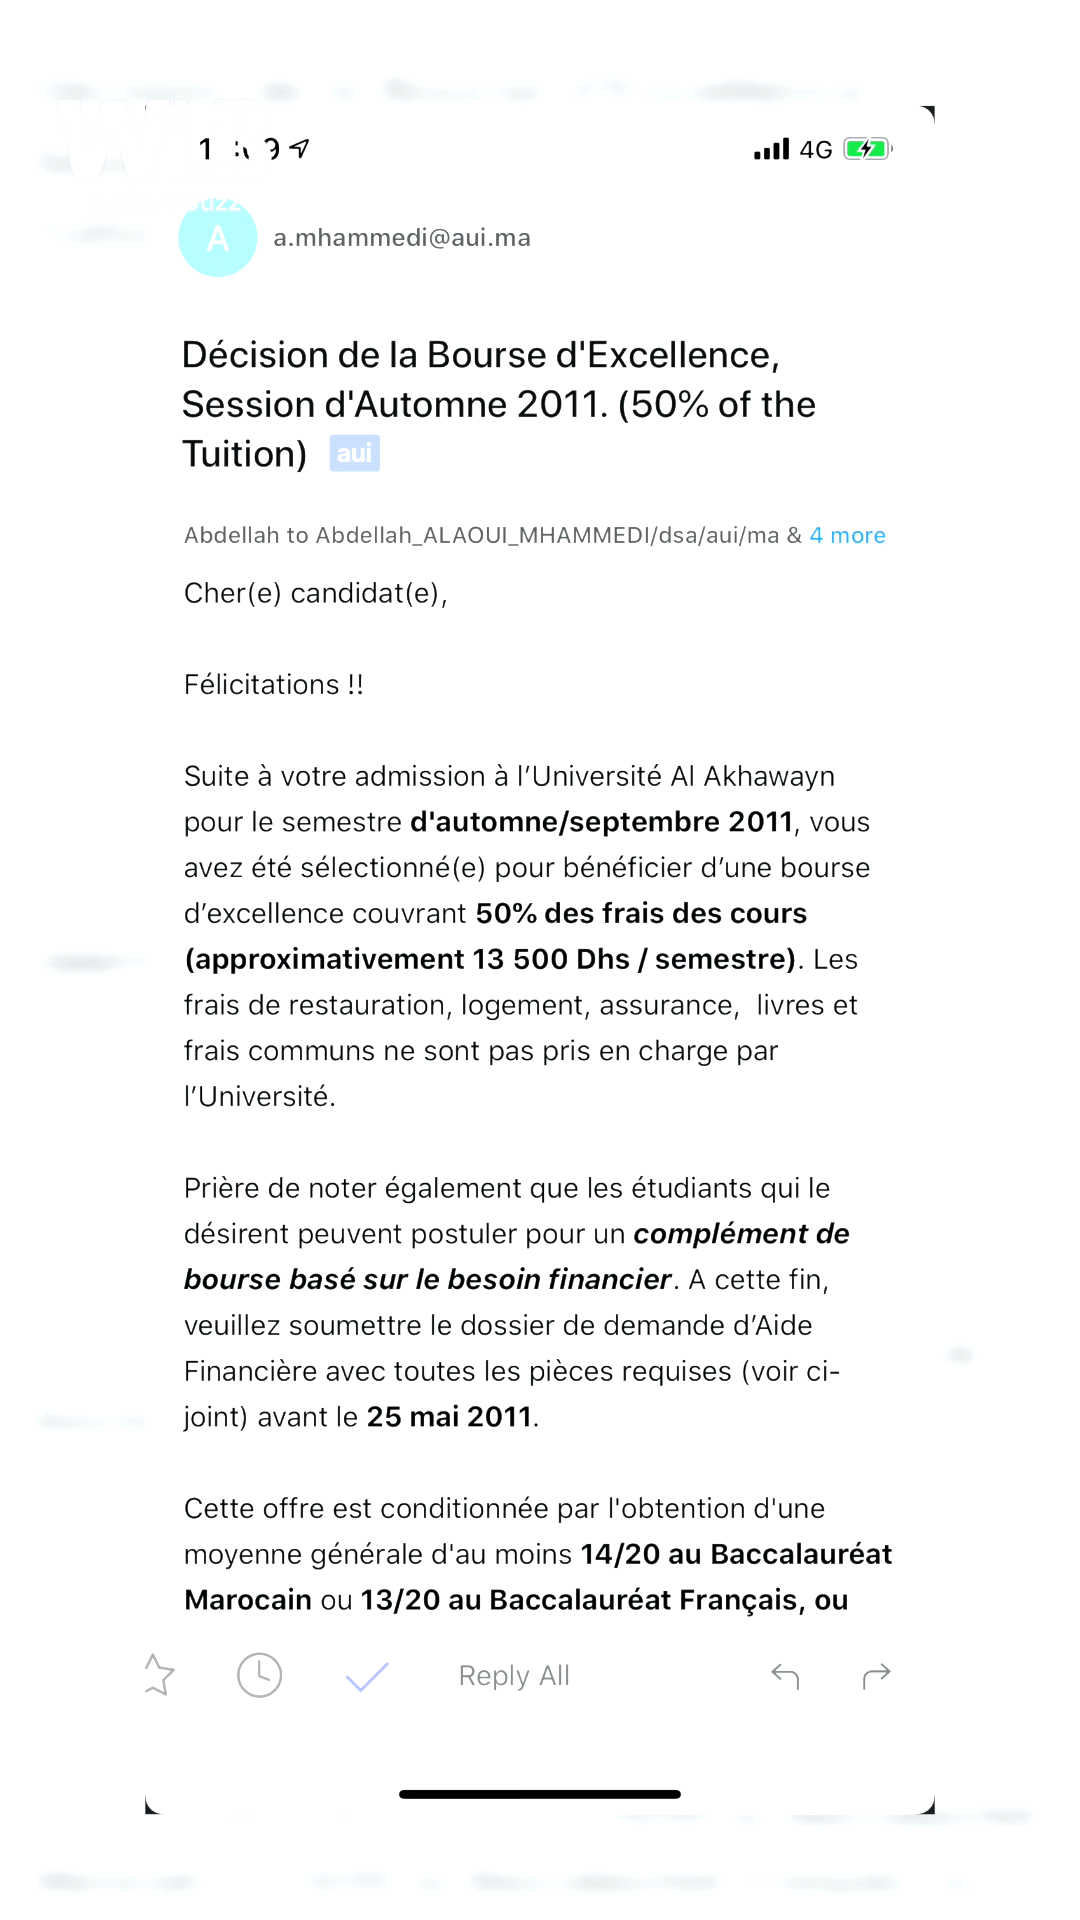 4G
A
a.mhammedi@aui.ma
Décision de la Bourse d'Excellence,
Session d'Automne 2011. (50% of the
Tuition) aui
Abdellah to Abdellah_ALAOUI_MHAMMEDI/dsa/aui/ma & 4 more
Cher(e) candidat(e),
Félicitations !!
Suite à votre admission à l’Université Al Akhawayn
pour le semestre d'automne/septembre 2011, vous
avez été sélectionné(e) pour bénéficier d’une bourse
d’excellence couvrant 50% des frais des cours
(approximativement 13 500 Dhs / semestre). Les
frais de restauration, logement, assurance,  livres et
frais communs ne sont pas pris en charge par
l’Université.
Prière de noter également que les étudiants qui le
désirent peuvent postuler pour un complément de
bourse basé sur le besoin financier. A cette fin,
veuillez soumettre le dossier de demande d’Aide
Financière avec toutes les pièces requises (voir ci-
joint) avant le 25 mai 2011.
Cette offre est conditionnée par l'obtention d'une
moyenne générale d'au moins 14/20 au Baccalauréat
Marocain ou 13/20 au Baccalauréat Français, ou
Reply All